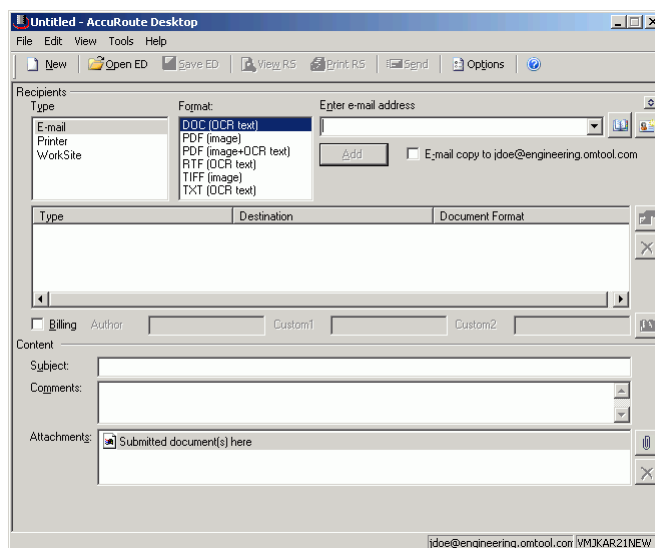 Untitled - AccuRoute Desktop
File Edit View Tools Help
New Open ED Save ED View RS Print RS Send Options
Recipients
Type Format: Enter e-mail address
E-mail
Printer
WorkSite
DOC (OCR text)
PDF (image)
PDF (image+OCR text)
RTF (OCR text)
TIFF (image)
TXT (OCR text)
Add E-mail copy to jdoe@engineering.omtool.com
Type Destination Document Format
Billing Author Custom1 Custom2
Content
Subject:
Comments:
Attachments: Submitted document(s) here
jdoe@engineering.omtool.com VMJKAR21NEW